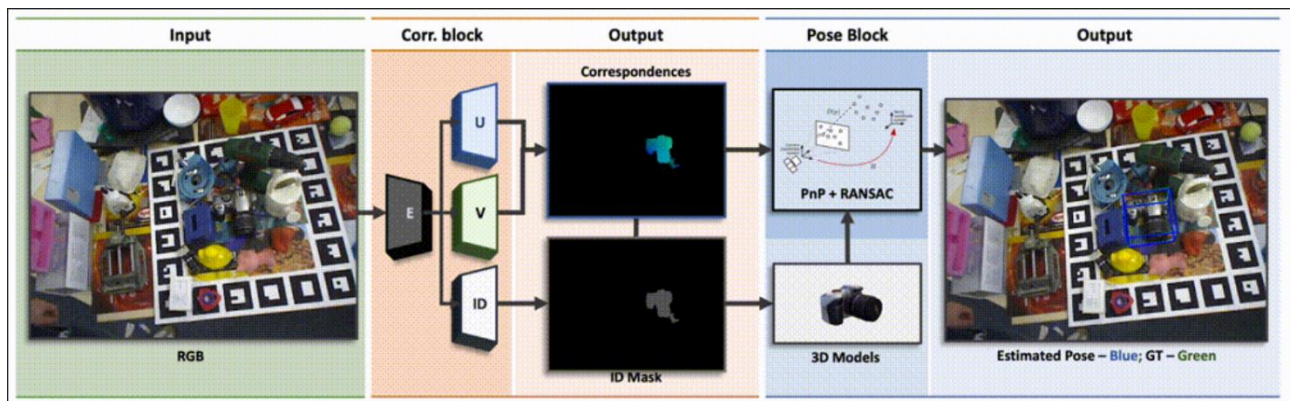 Input
Corr. block
Output
Pose Block
Output
Correspondences
U
V
E
ID
PnP + RANSAC
RGB
ID Mask
3D Models
Estimated Pose – Blue; GT – Green